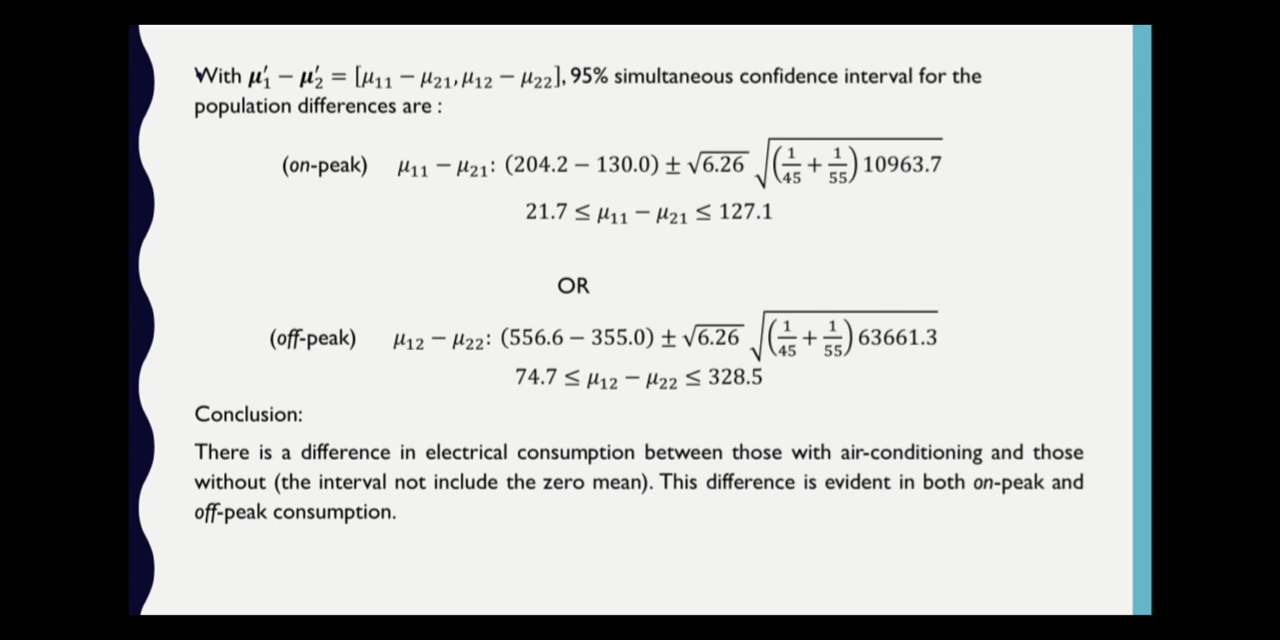 With 𝝁′₁ − 𝝁′₂ = [μ₁₁ − μ₂₁, μ₁₂ − μ₂₂], 95% simultaneous confidence interval for the
population differences are :
(on-peak) μ₁₁ − μ₂₁: (204.2 − 130.0) ± √6.26 √((1/45 + 1/55) 10963.7)
21.7 ≤ μ₁₁ − μ₂₁ ≤ 127.1
OR
(off-peak) μ₁₂ − μ₂₂: (556.6 − 355.0) ± √6.26 √((1/45 + 1/55) 63661.3)
74.7 ≤ μ₁₂ − μ₂₂ ≤ 328.5
Conclusion:
There is a difference in electrical consumption between those with air-conditioning and those
without (the interval not include the zero mean). This difference is evident in both on-peak and
off-peak consumption.